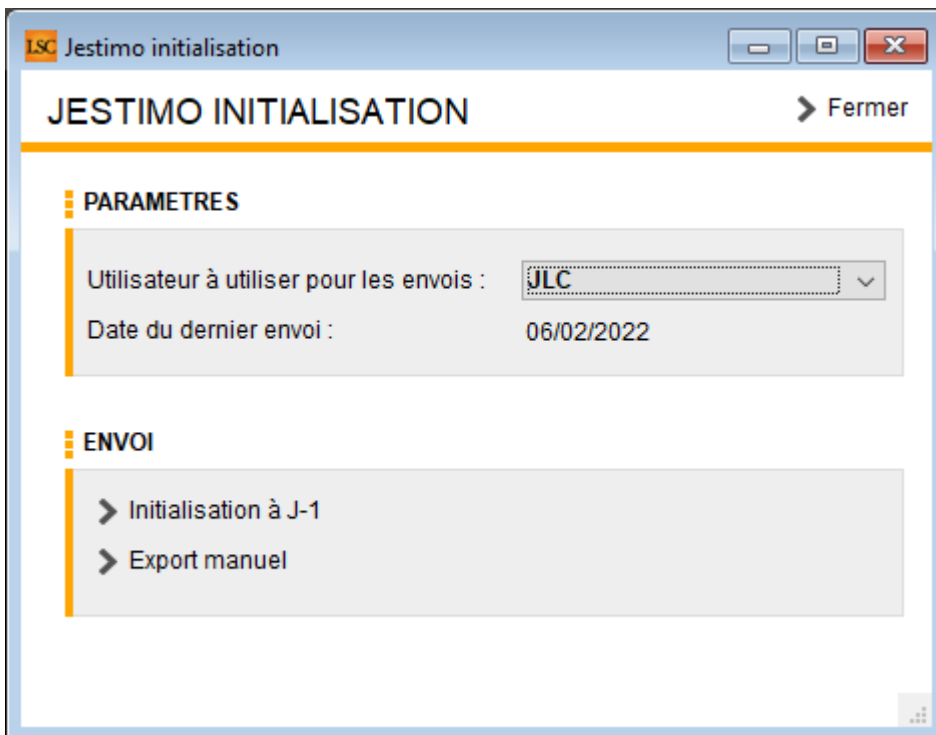 LSC Jestimo initialisation
JESTIMO INITIALISATION
Fermer
PARAMETRES
Utilisateur à utiliser pour les envois : JLC
Date du dernier envoi : 06/02/2022
ENVOI
Initialisation à J-1
Export manuel